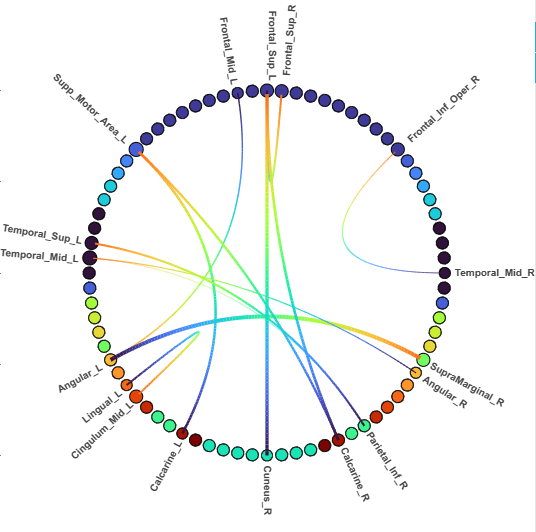 Frontal_Mid_L
Frontal_Sup_L
Frontal_Sup_R
Supp_Motor_Area_L
Frontal_Inf_Oper_R
Temporal_Sup_L
Temporal_Mid_L
Temporal_Mid_R
Angular_L
SupraMarginal_R
Angular_R
Lingual_L
Cingulum_Mid_L
Parietal_Inf_R
Calcarine_L
Calcarine_R
Cuneus_R